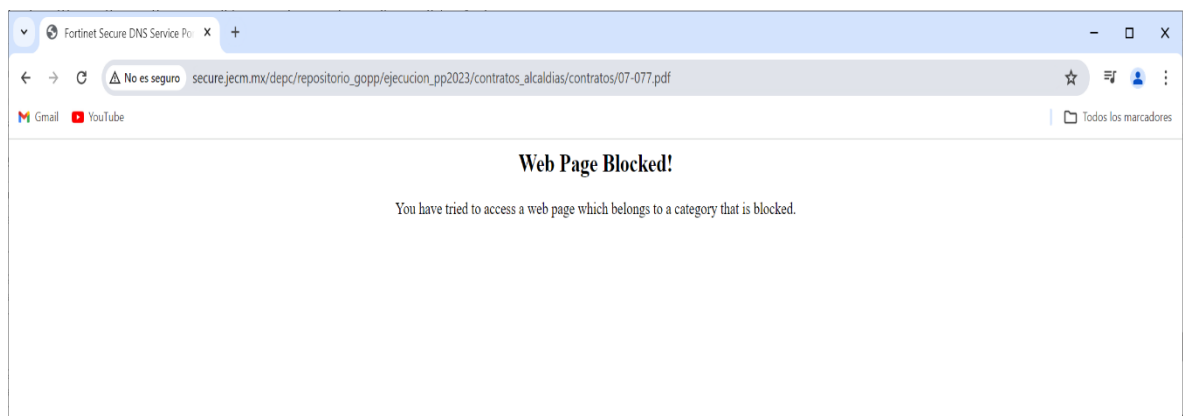 Fortinet Secure DNS Service Po
No es seguro secure.jecm.mx/depc/repositorio_gopp/ejecucion_pp2023/contratos_alcaldias/contratos/07-077.pdf
Gmail YouTube Todos los marcadores
Web Page Blocked!
You have tried to access a web page which belongs to a category that is blocked.